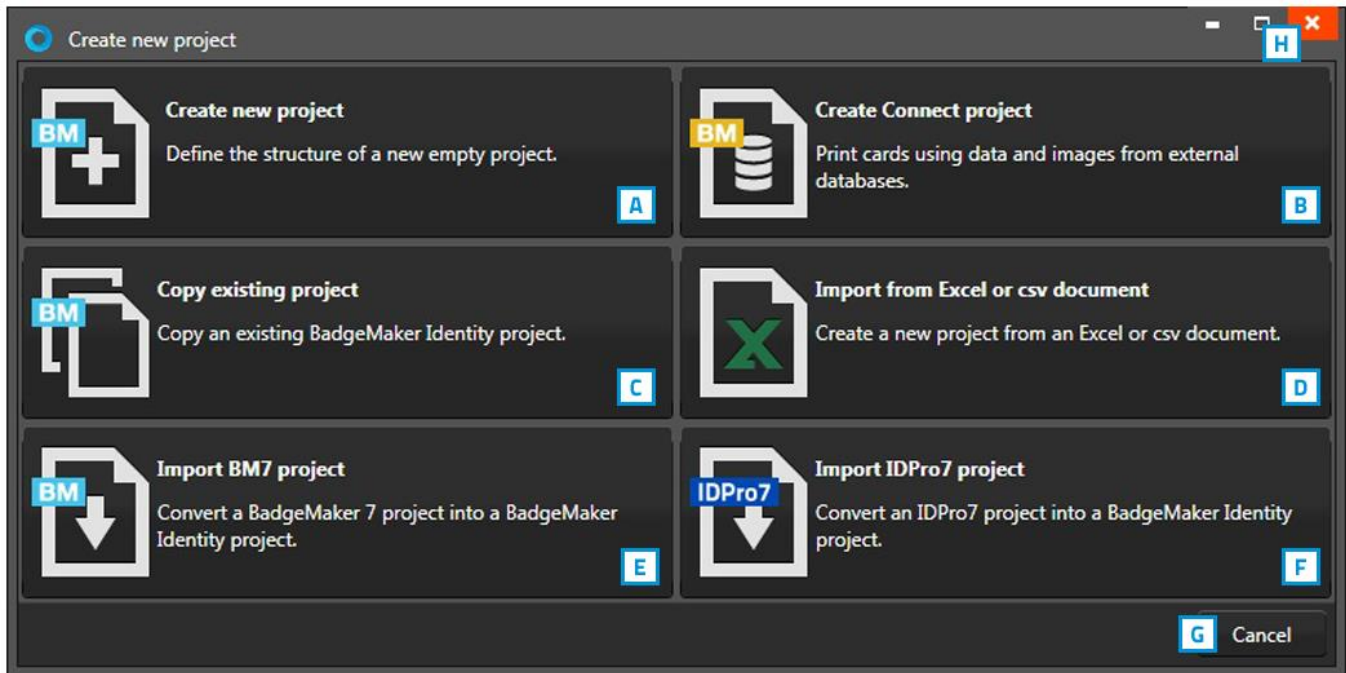 Create new project
H
BM
Create new project
Define the structure of a new empty project.
A
BM
Create Connect project
Print cards using data and images from external
databases.
B
BM
Copy existing project
Copy an existing BadgeMaker Identity project.
C
X
Import from Excel or csv document
Create a new project from an Excel or csv document.
D
BM
Import BM7 project
Convert a BadgeMaker 7 project into a BadgeMaker
Identity project.
E
IDPro7
Import IDPro7 project
Convert an IDPro7 project into a BadgeMaker Identity
project.
F
G
Cancel